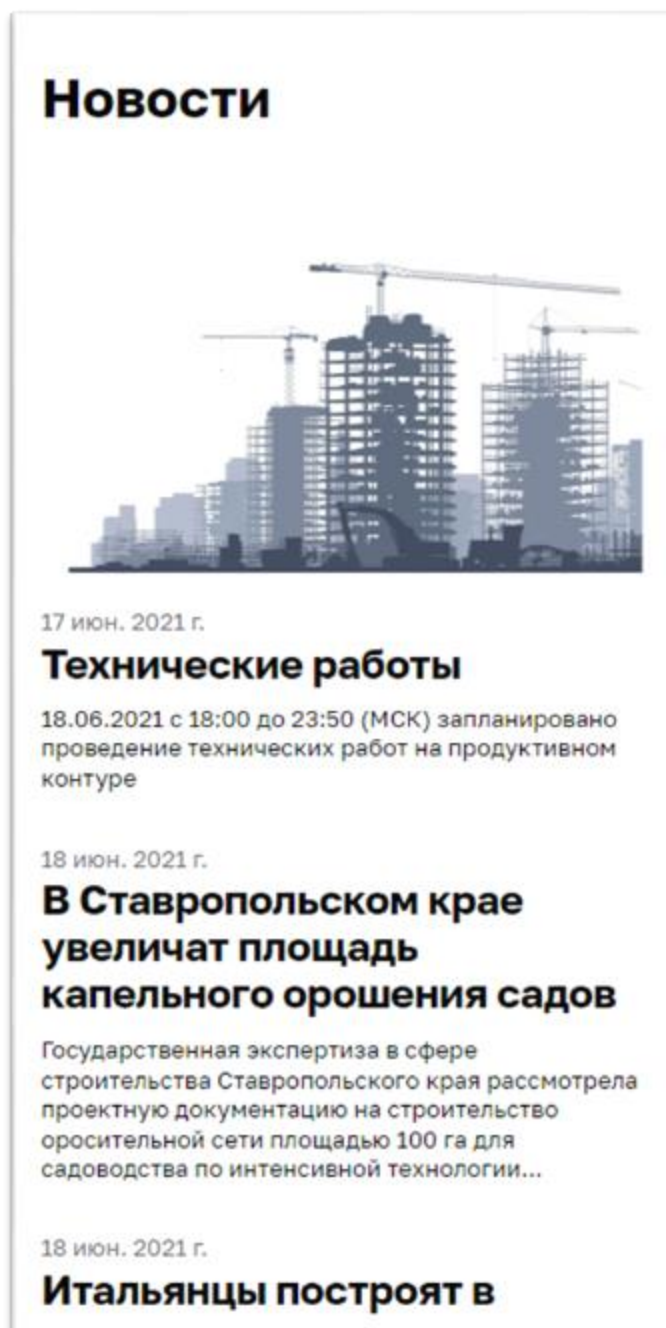 Новости
17 июн. 2021 г.
Технические работы
18.06.2021 с 18:00 до 23:50 (МСК) запланировано
проведение технических работ на продуктивном
контуре
18 июн. 2021 г.
В Ставропольском крае
увеличат площадь
капельного орошения садов
Государственная экспертиза в сфере
строительства Ставропольского края рассмотрела
проектную документацию на строительство
оросительной сети площадью 100 га для
садоводства по интенсивной технологии...
18 июн. 2021 г.
Итальянцы построят в